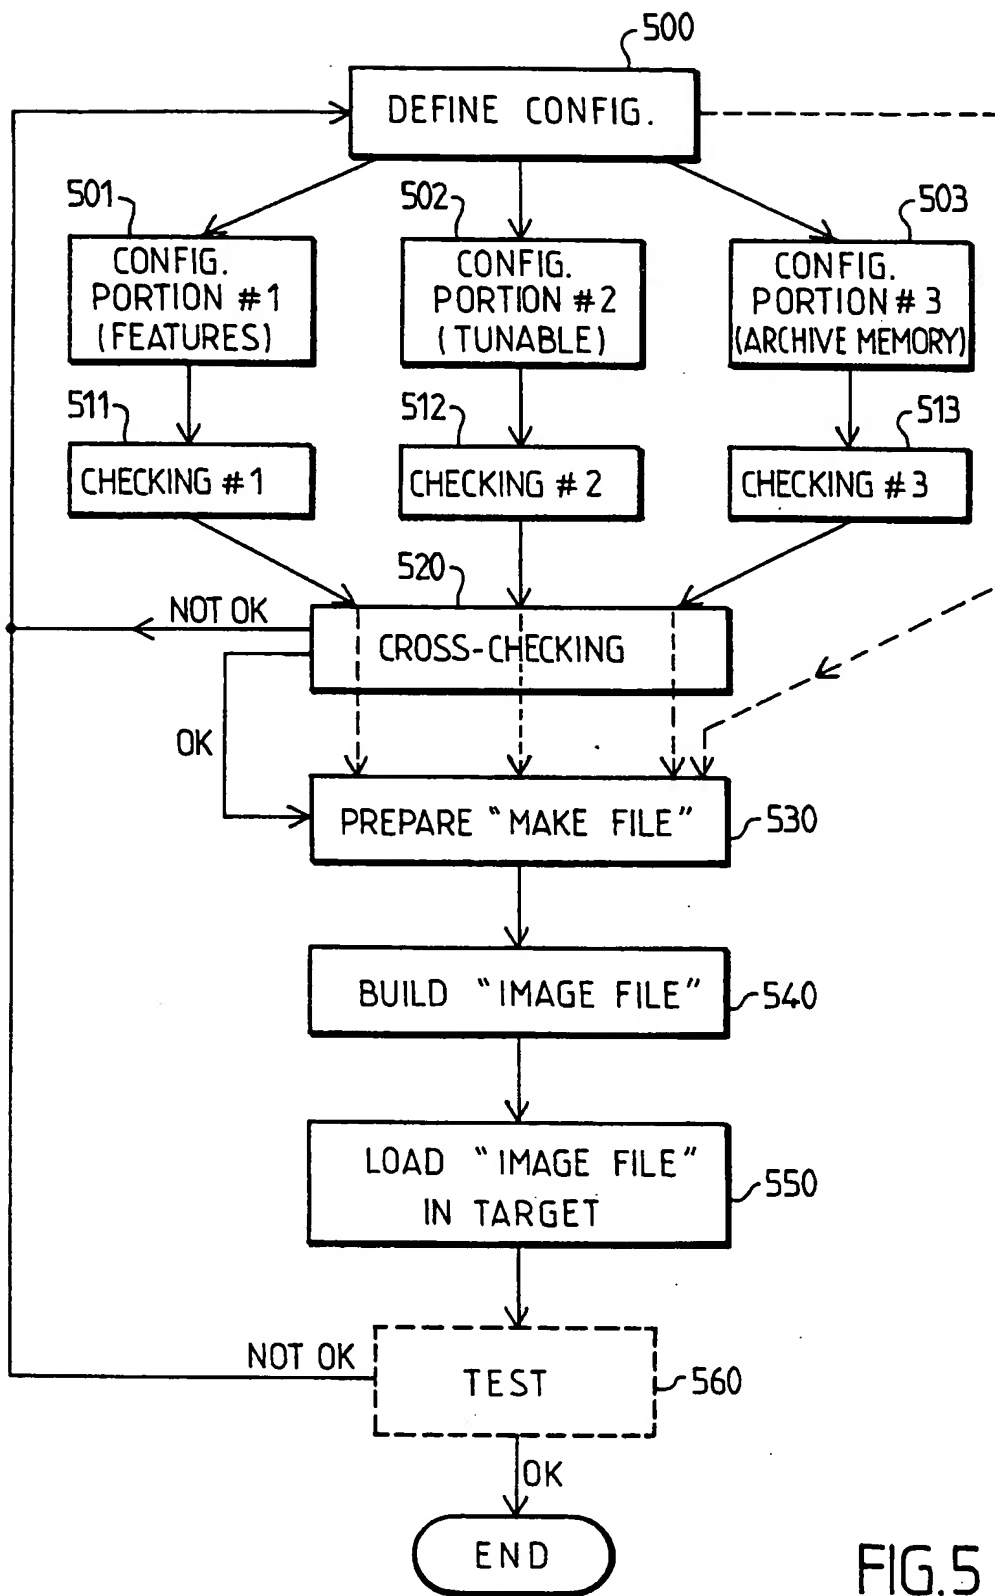 500
DEFINE CONFIG.
501
502
503
CONFIG.
PORTION #1
(FEATURES)
CONFIG.
PORTION #2
(TUNABLE)
CONFIG.
PORTION #3
(ARCHIVE MEMORY)
511
512
513
CHECKING #1
CHECKING #2
CHECKING #3
520
NOT OK
CROSS-CHECKING
OK
PREPARE "MAKE FILE"
530
BUILD "IMAGE FILE"
540
LOAD "IMAGE FILE"
IN TARGET
550
NOT OK
TEST
560
OK
END
FIG.5